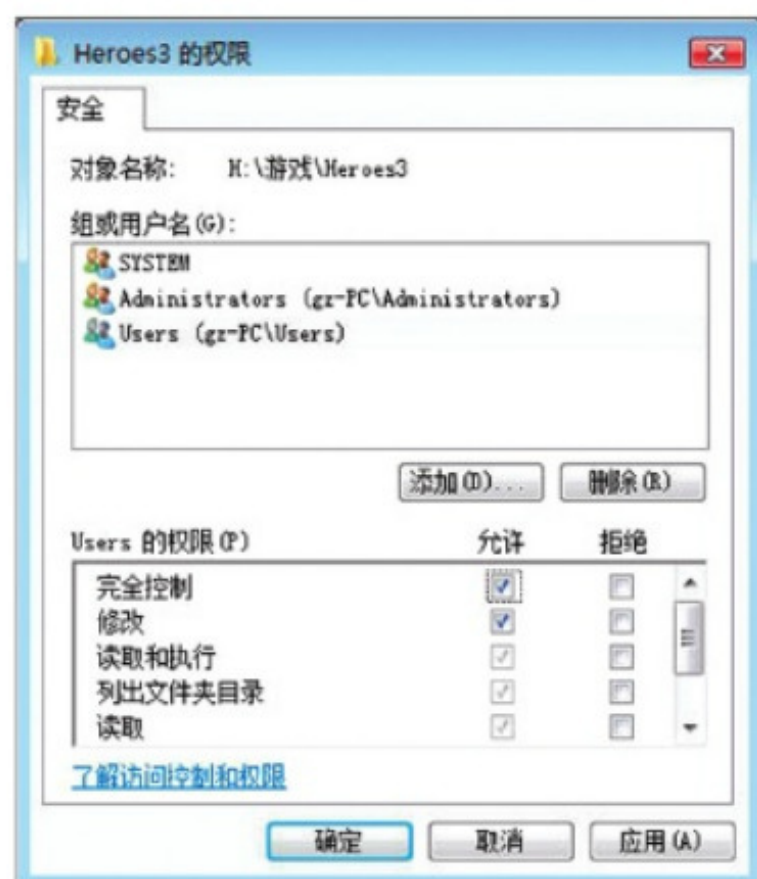 Heroes3 的权限
安全
对象名称: H:\游戏\Heroes3
组或用户名(G):
SYSTEM
Administrators (gz-PC\Administrators)
Users (gz-PC\Users)
添加(D)... 删除(R)
Users 的权限(P) 允许 拒绝
完全控制
修改
读取和执行
列出文件夹目录
读取
了解访问控制和权限
确定 取消 应用(A)